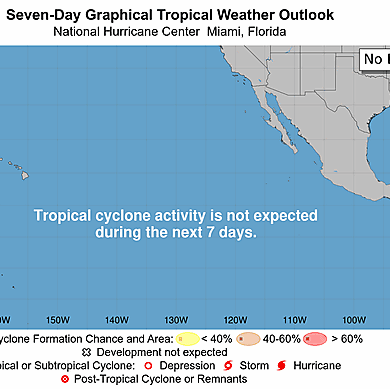 Seven-Day Graphical Tropical Weather Outlook
National Hurricane Center Miami, Florida
No
Tropical cyclone activity is not expected
during the next 7 days.
W 150W 140W 130W 120W 110W 100W
yclone Formation Chance and Area: < 40% 40-60% > 60%
Development not expected
pical or Subtropical Cyclone: Depression Storm Hurricane
Post-Tropical Cyclone or Remnants